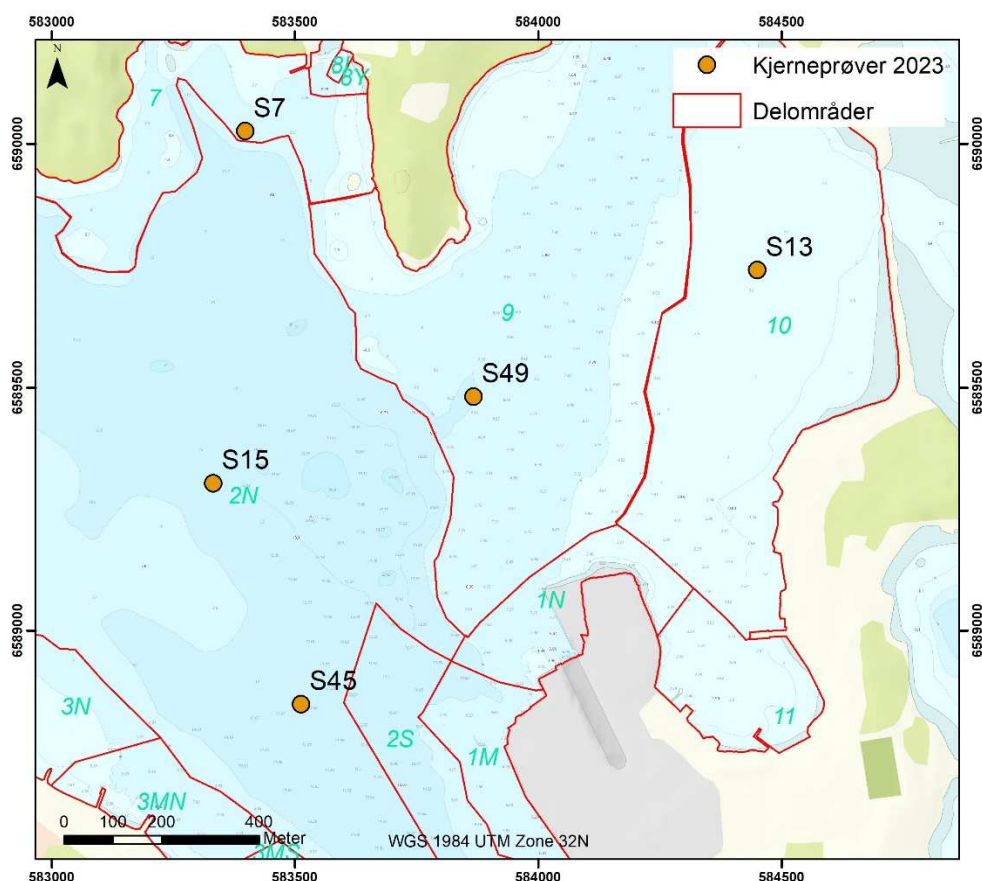 583000 583500 584000 584500
N
8L
8Y
Kjerneprøver 2023
7
S7
Delområder
6590000 6590000
S13
9
10
S49
6589500 6589500
S15
2N
1N
6589000 6589000
S45
3N
2S
11
1M
3MN
0 100 200 400
Meter
WGS 1984 UTM Zone 32N
3MS
583000 583500 584000 584500